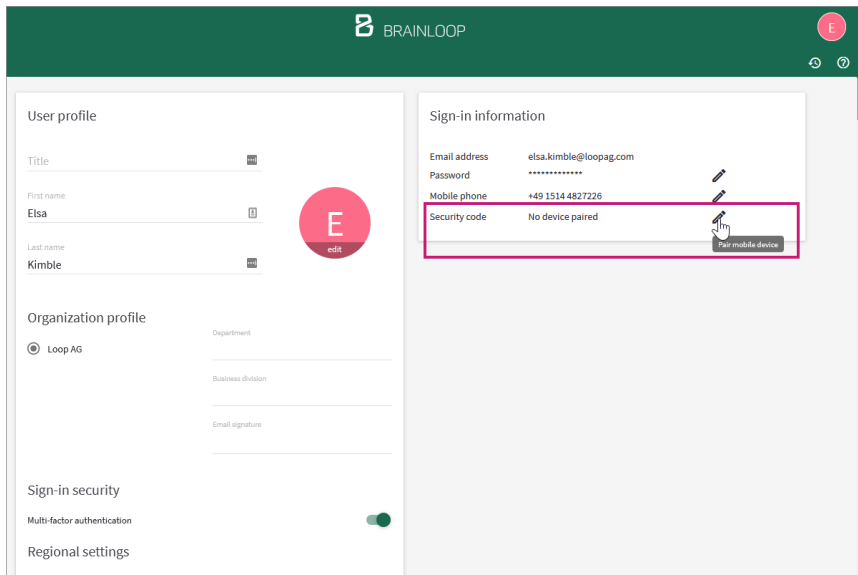 BRAINLOOP
E
User profile
Title
First name
Elsa
Last name
Kimble
E
edit
Organization profile
Loop AG
Department
Business division
Email signature
Sign-in security
Multi-factor authentication
Regional settings
Sign-in information
Email address elsa.kimble@loopag.com
Password *************
Mobile phone +49 1514 4827226
Security code No device paired
Pair mobile device